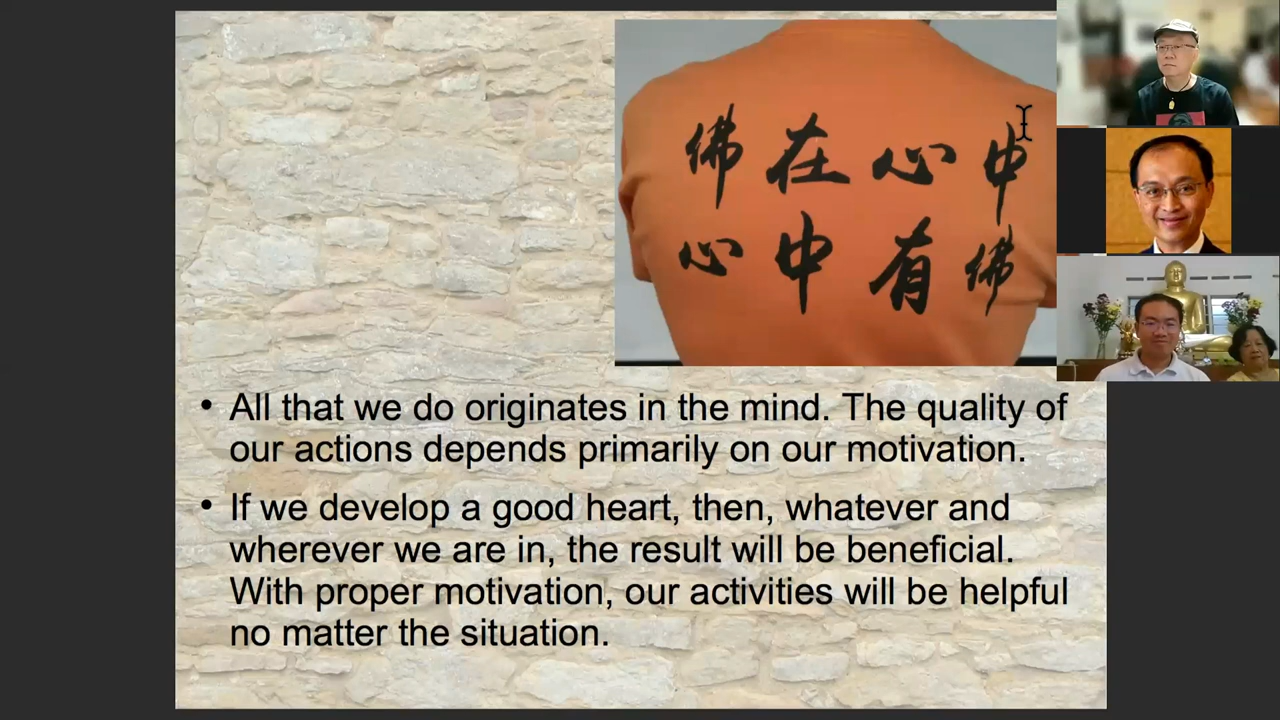 佛在心中
心中有佛
• All that we do originates in the mind. The quality of
our actions depends primarily on our motivation.
• If we develop a good heart, then, whatever and
wherever we are in, the result will be beneficial.
With proper motivation, our activities will be helpful
no matter the situation.